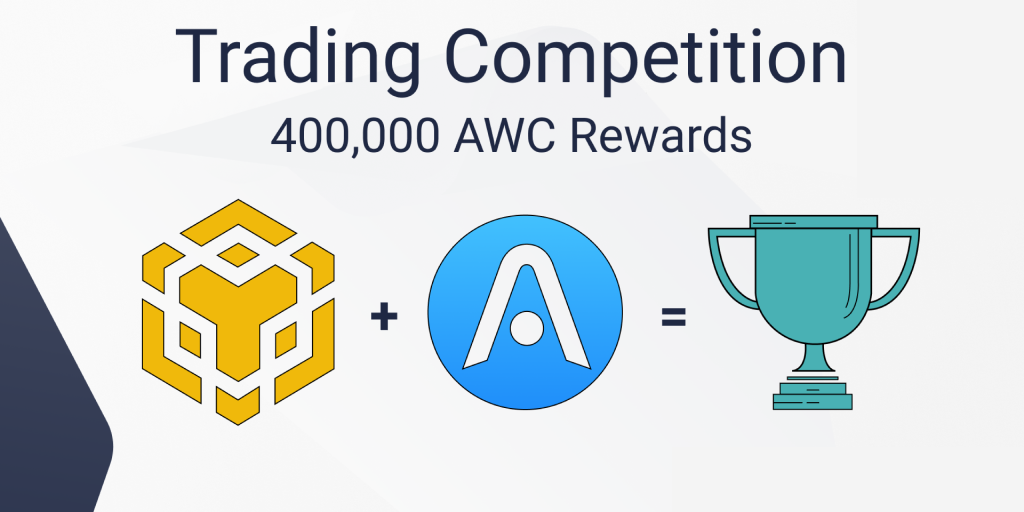 Trading Competition
400,000 AWC Rewards
+ =